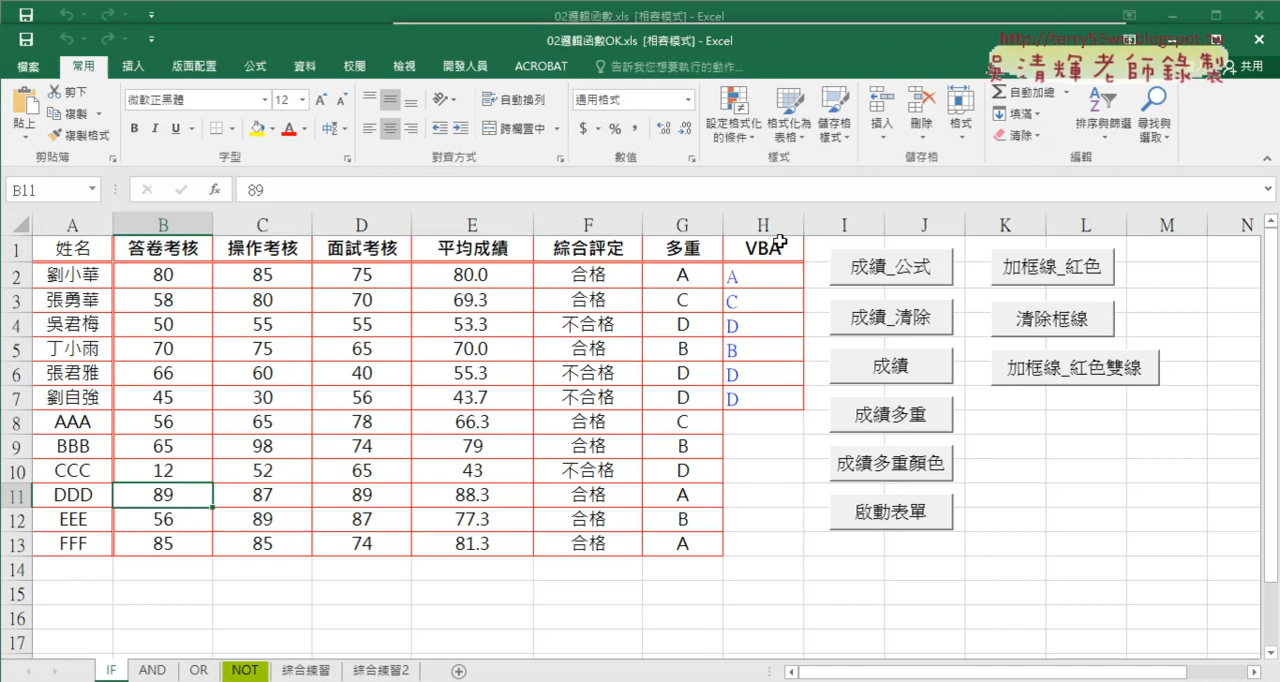 02邏輯函數.xls [相容模式] - Excel
02邏輯函數OK.xls [相容模式] - Excel
http://terry55wu.blogspot.tw
吳清輝老師錄製
檔案 常用 插入 版面配置 公式 資料 校閱 檢視 開發人員 ACROBAT 告訴我您想要執行的動作... 共用
貼上 剪下 複製 複製格式 剪貼簿
微軟正黑體 12 B I U 字型
自動換列 跨欄置中 對齊方式
通用格式 $ % , 數值
設定格式化的條件 格式化為表格 儲存格樣式 樣式
插入 刪除 格式 儲存格
自動加總 填滿 清除 排序與篩選 尋找與選取 編輯
B11 fx 89
A B C D E F G H I J K L M N
1 姓名 答卷考核 操作考核 面試考核 平均成績 綜合評定 多重 VBA
2 劉小華 80 85 75 80.0 合格 A A
3 張勇華 58 80 70 69.3 合格 C C
4 吳君梅 50 55 55 53.3 不合格 D D
5 丁小雨 70 75 65 70.0 合格 B B
6 張君雅 66 60 40 55.3 不合格 D D
7 劉自強 45 30 56 43.7 不合格 D D
8 AAA 56 65 78 66.3 合格 C
9 BBB 65 98 74 79 合格 B
10 CCC 12 52 65 43 不合格 D
11 DDD 89 87 89 88.3 合格 A
12 EEE 56 89 87 77.3 合格 B
13 FFF 85 85 74 81.3 合格 A
14
15
16
17
成績_公式
成績_清除
成績
成績多重
成績多重顏色
啟動表單
加框線_紅色
清除框線
加框線_紅色雙線
IF AND OR NOT 綜合練習 綜合練習2